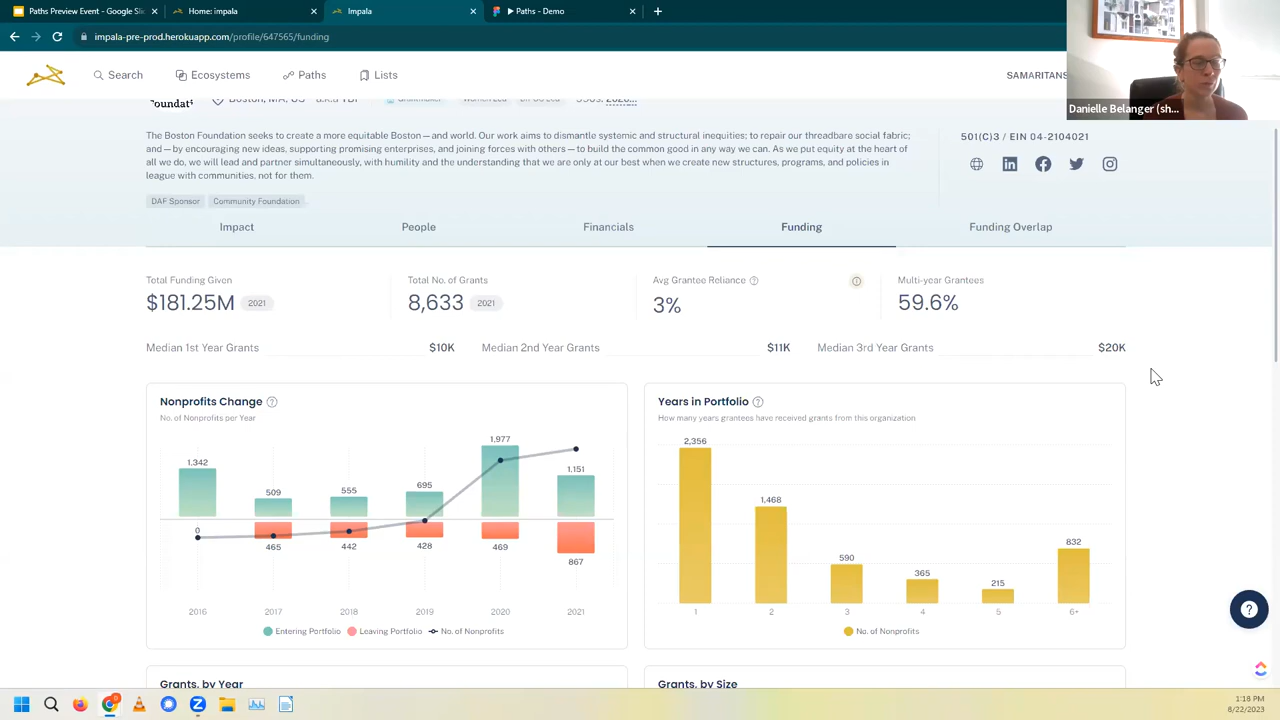 Paths Preview Event - Google Sli
Home: impala
Impala
Paths - Demo
impala-pre-prod.herokuapp.com/profile/647565/funding
Search
Ecosystems
Paths
Lists
SAMARITANS
Danielle Belanger (sh...
Foundati
Boston, MA, US
a.k.a TBF
Grantmaker
Women Led
990s: 2020...
The Boston Foundation seeks to create a more equitable Boston—and world. Our work aims to dismantle systemic and structural inequities; to repair our threadbare social fabric;
and—by encouraging new ideas, supporting promising enterprises, and joining forces with others—to build the common good in any way we can. As we put equity at the heart of
all we do, we will lead and partner simultaneously, with humility and the understanding that we are only at our best when we create new structures, programs, and policies in
league with communities, not for them.
501(C)3 / EIN 04-2104021
DAF Sponsor
Community Foundation
Impact
People
Financials
Funding
Funding Overlap
Total Funding Given
$181.25M 2021
Total No. of Grants
8,633 2021
Avg Grantee Reliance
3%
Multi-year Grantees
59.6%
Median 1st Year Grants $10K
Median 2nd Year Grants $11K
Median 3rd Year Grants $20K
Nonprofits Change
No. of Nonprofits per Year
1,342
509
555
695
1,977
1,151
0
465
442
428
469
867
2016
2017
2018
2019
2020
2021
Entering Portfolio
Leaving Portfolio
No. of Nonprofits
Years in Portfolio
How many years grantees have received grants from this organization
2,356
1,468
590
365
215
832
1
2
3
4
5
6+
No. of Nonprofits
Grants, by Year
Grants, by Size
1:18 PM
8/22/2023